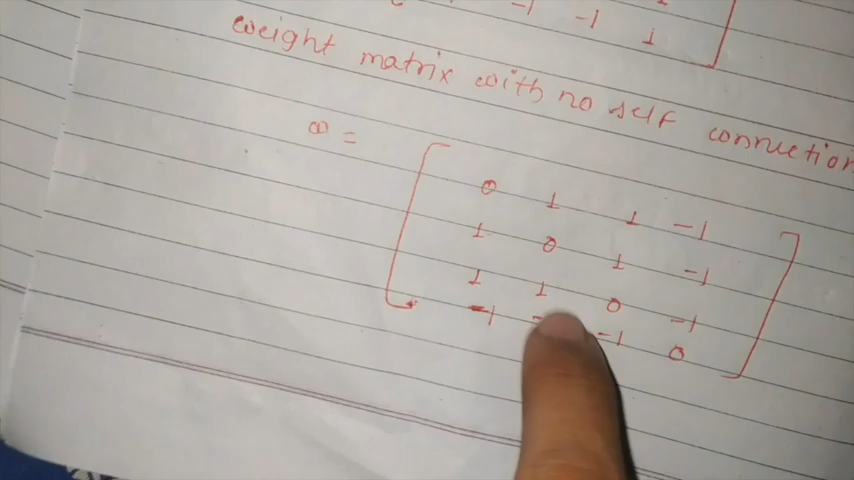 -1 -1 1
weight matrix with no self connection
ω =
0 1 1 -1
1 0 1 -1
1 1 0 -1
-1 -1 0